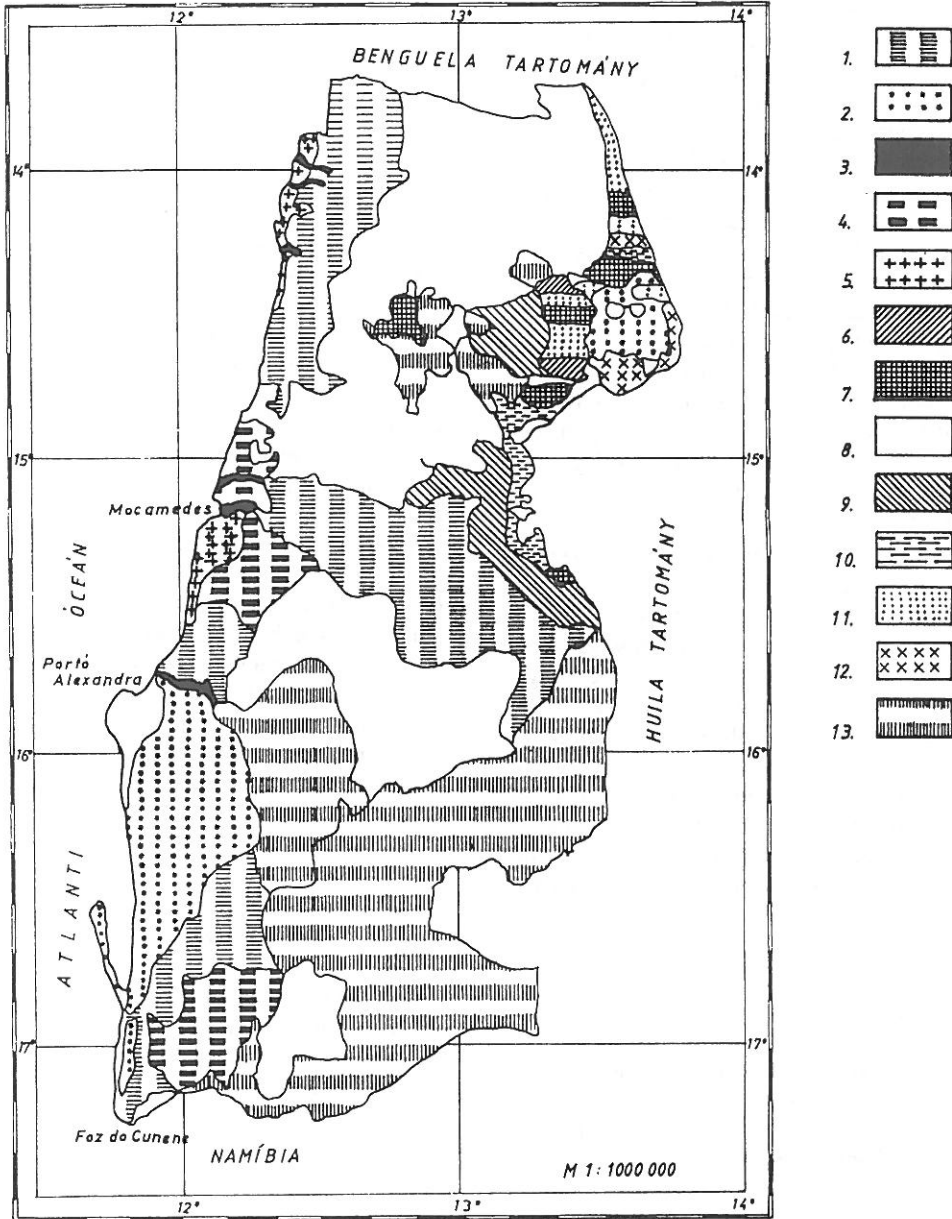 12° 13° 14°
BENGUELA TARTOMÁNY
14° 14°
15° 15°
Mocamedes
ÓCEÁN
HUILA TARTOMÁNY
Portó
Alexandra
16° 16°
ATLANTI
17° 17°
Foz do Cunene
NAMÍBIA
M 1:1000 000
12° 13° 14°
1.
2.
3.
4.
5.
6.
7.
8.
9.
10.
11.
12.
13.